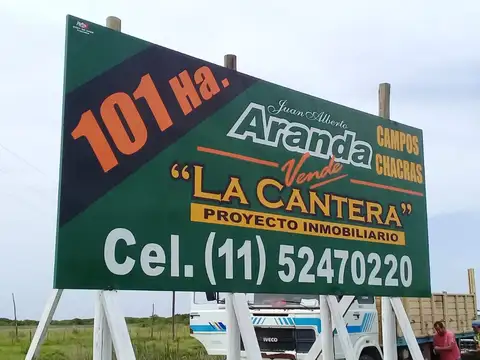 101 Ha.
Juan Alberto
Aranda
CAMPOS
CHACRAS
Vende
"LA CANTERA"
PROYECTO INMOBILIARIO
Cel. (11) 52470220
IVECO